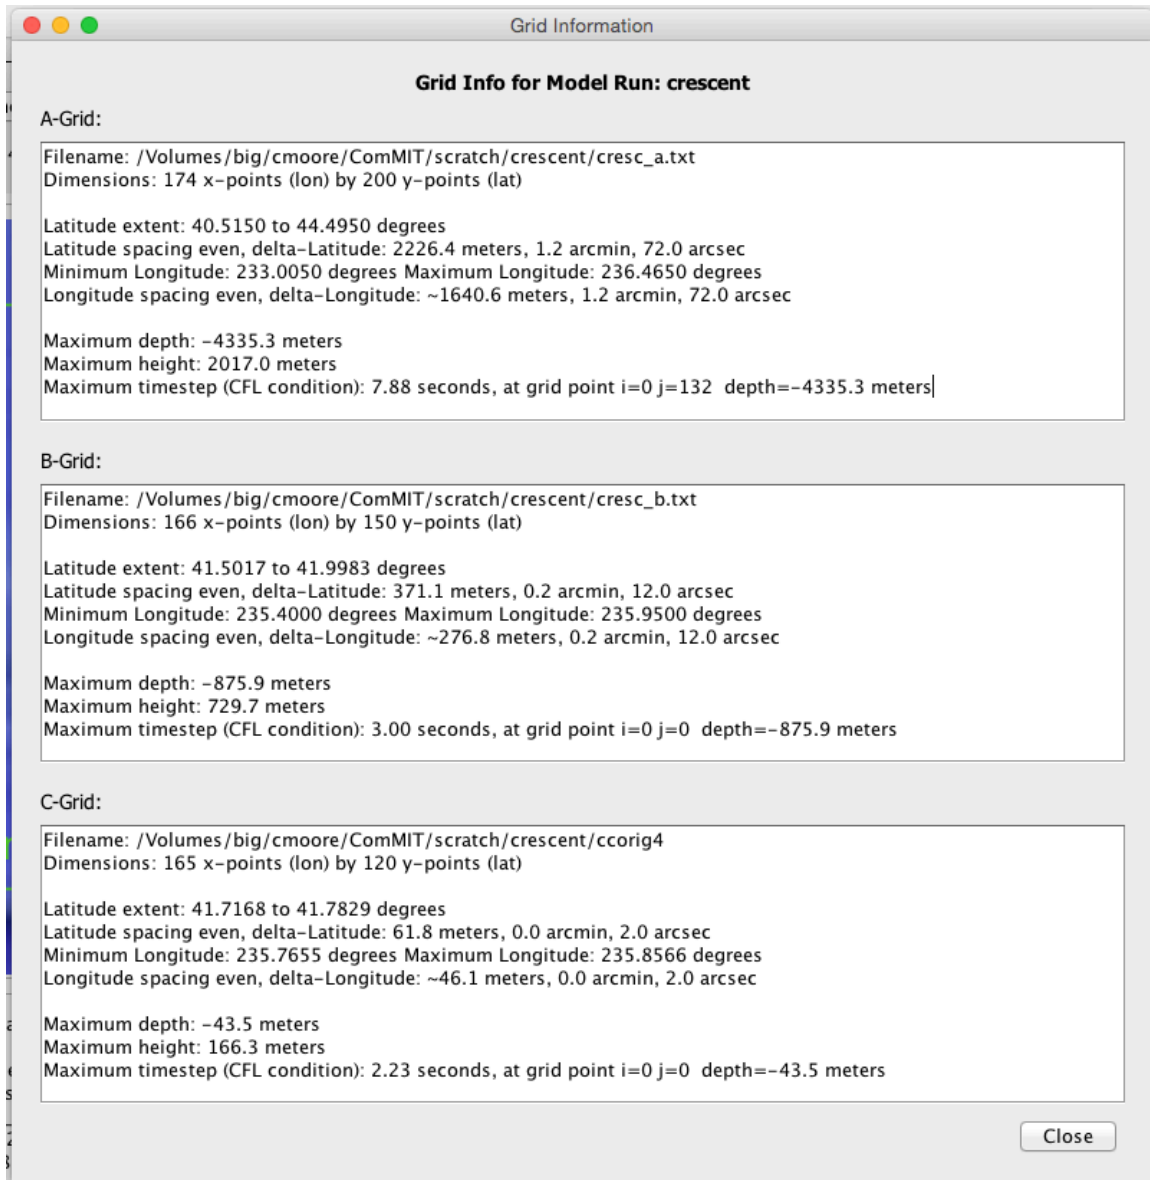 Grid Information
Grid Info for Model Run: crescent
A-Grid:
Filename: /Volumes/big/cmoore/ComMIT/scratch/crescent/cresc_a.txt
Dimensions: 174 x-points (lon) by 200 y-points (lat)
Latitude extent: 40.5150 to 44.4950 degrees
Latitude spacing even, delta-Latitude: 2226.4 meters, 1.2 arcmin, 72.0 arcsec
Minimum Longitude: 233.0050 degrees Maximum Longitude: 236.4650 degrees
Longitude spacing even, delta-Longitude: ~1640.6 meters, 1.2 arcmin, 72.0 arcsec
Maximum depth: -4335.3 meters
Maximum height: 2017.0 meters
Maximum timestep (CFL condition): 7.88 seconds, at grid point i=0 j=132  depth=-4335.3 meters
B-Grid:
Filename: /Volumes/big/cmoore/ComMIT/scratch/crescent/cresc_b.txt
Dimensions: 166 x-points (lon) by 150 y-points (lat)
Latitude extent: 41.5017 to 41.9983 degrees
Latitude spacing even, delta-Latitude: 371.1 meters, 0.2 arcmin, 12.0 arcsec
Minimum Longitude: 235.4000 degrees Maximum Longitude: 235.9500 degrees
Longitude spacing even, delta-Longitude: ~276.8 meters, 0.2 arcmin, 12.0 arcsec
Maximum depth: -875.9 meters
Maximum height: 729.7 meters
Maximum timestep (CFL condition): 3.00 seconds, at grid point i=0 j=0  depth=-875.9 meters
C-Grid:
Filename: /Volumes/big/cmoore/ComMIT/scratch/crescent/ccorig4
Dimensions: 165 x-points (lon) by 120 y-points (lat)
Latitude extent: 41.7168 to 41.7829 degrees
Latitude spacing even, delta-Latitude: 61.8 meters, 0.0 arcmin, 2.0 arcsec
Minimum Longitude: 235.7655 degrees Maximum Longitude: 235.8566 degrees
Longitude spacing even, delta-Longitude: ~46.1 meters, 0.0 arcmin, 2.0 arcsec
Maximum depth: -43.5 meters
Maximum height: 166.3 meters
Maximum timestep (CFL condition): 2.23 seconds, at grid point i=0 j=0  depth=-43.5 meters
Close